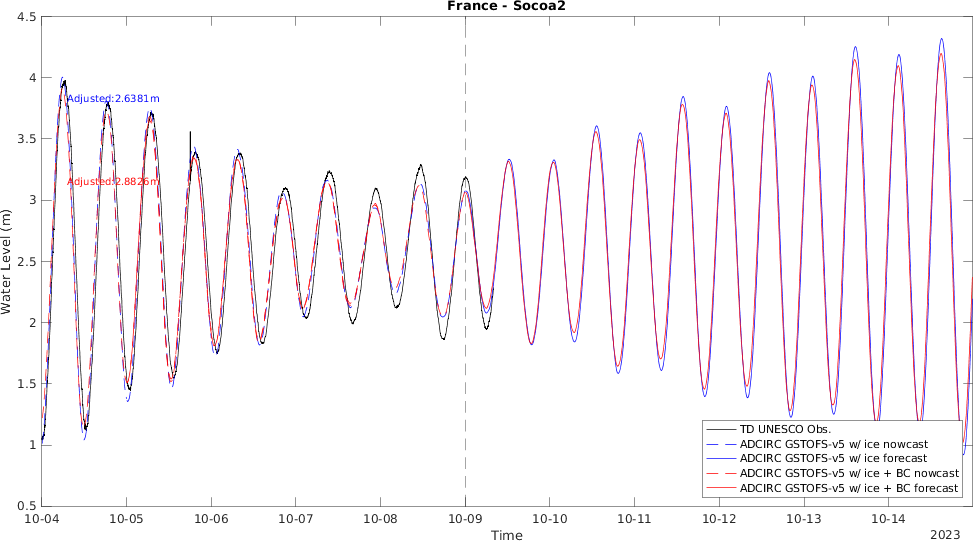 France - Socoa2
4.5
4
3.5
3
2.5
2
1.5
1
0.5
Water Level (m)
Adjusted:2.6381m
Adjusted:2.8826m
TD UNESCO Obs.
ADCIRC GSTOFS-v5 w/ ice nowcast
ADCIRC GSTOFS-v5 w/ ice forecast
ADCIRC GSTOFS-v5 w/ ice + BC nowcast
ADCIRC GSTOFS-v5 w/ ice + BC forecast
10-04 10-05 10-06 10-07 10-08 10-09 10-10 10-11 10-12 10-13 10-14
Time
2023